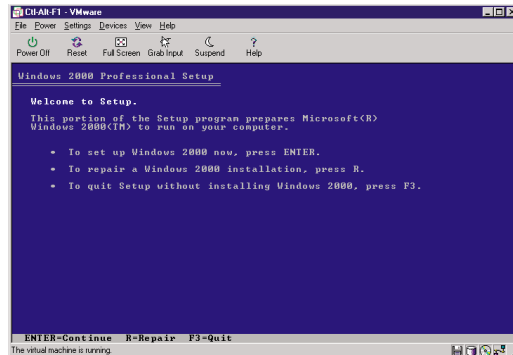 Ctl-Alt-F1 - VMware
File Power Settings Devices View Help
Power Off Reset Full Screen Grab Input Suspend Help
Windows 2000 Professional Setup
Welcome to Setup.
This portion of the Setup program prepares Microsoft(R)
Windows 2000(TM) to run on your computer.
• To set up Windows 2000 now, press ENTER.
• To repair a Windows 2000 installation, press R.
• To quit Setup without installing Windows 2000, press F3.
ENTER=Continue R=Repair F3=Quit
The virtual machine is running.